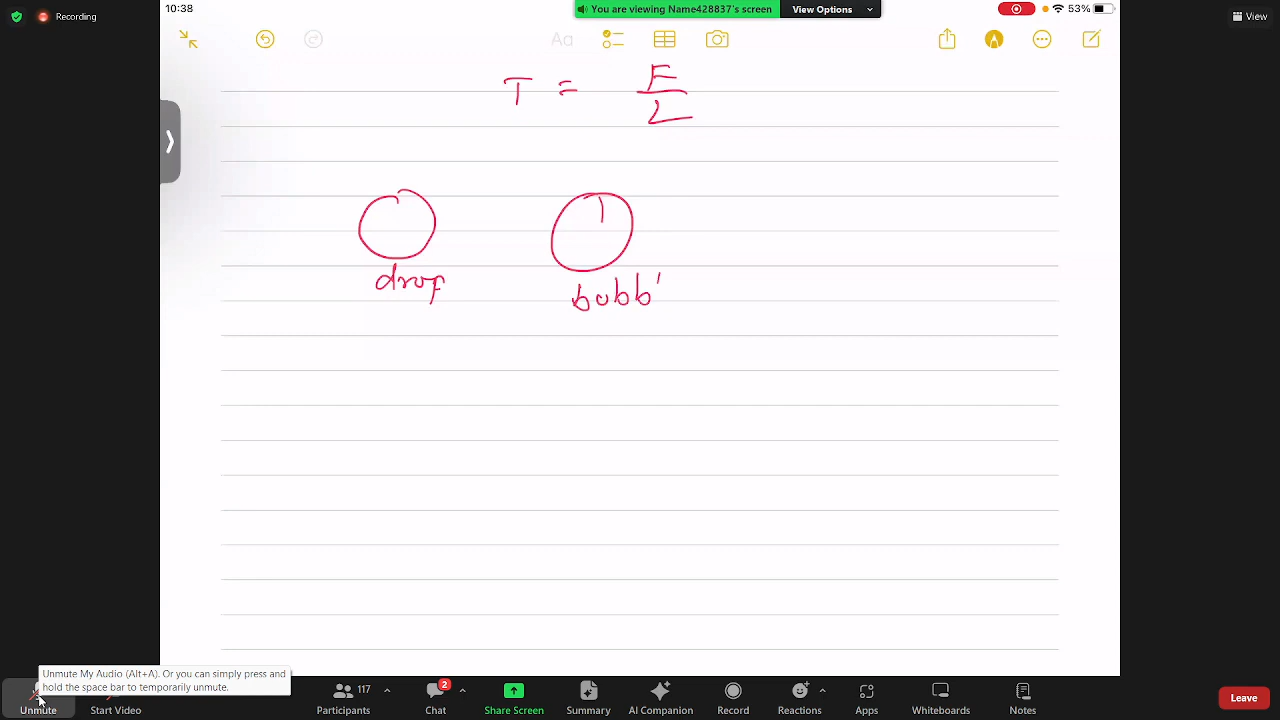 10:38
Recording
You are viewing Name428837's screen
View Options
53%
View
Aa
T = F
L
drop
bubb'
Unmute My Audio (Alt+A). Or you can simply press and
hold the space bar to temporarily unmute.
117
2
Unmute
Start Video
Participants
Chat
Share Screen
Summary
AI Companion
Record
Reactions
Apps
Whiteboards
Notes
Leave